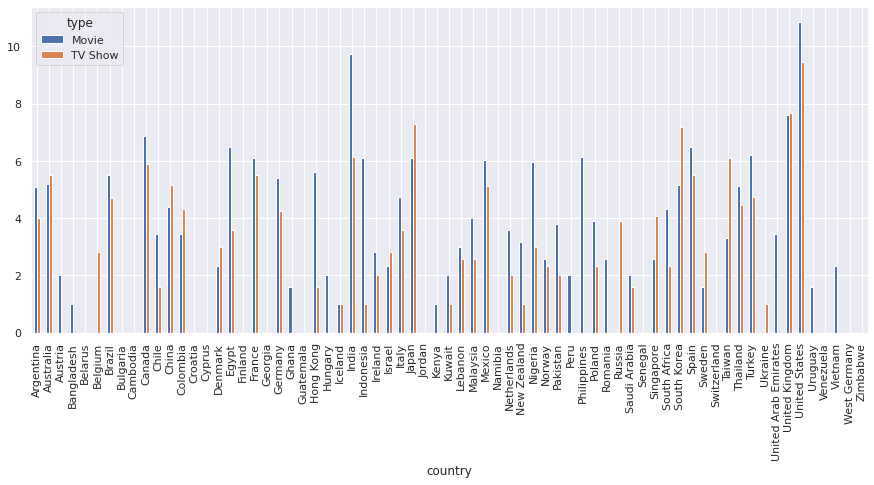 type
Movie
TV Show
10
8
6
4
2
0
Argentina
Australia
Austria
Bangladesh
Belarus
Belgium
Brazil
Bulgaria
Cambodia
Canada
Chile
China
Colombia
Croatia
Cyprus
Denmark
Egypt
Finland
France
Georgia
Germany
Ghana
Guatemala
Hong Kong
Hungary
Iceland
India
Indonesia
Ireland
Israel
Italy
Japan
Jordan
Kenya
Kuwait
Lebanon
Malaysia
Mexico
Namibia
Netherlands
New Zealand
Nigeria
Norway
Pakistan
Peru
Philippines
Poland
Romania
Russia
Saudi Arabia
Senegal
Singapore
South Africa
South Korea
Spain
Sweden
Switzerland
Taiwan
Thailand
Turkey
Ukraine
United Arab Emirates
United Kingdom
United States
Uruguay
Venezuela
Vietnam
West Germany
Zimbabwe
country